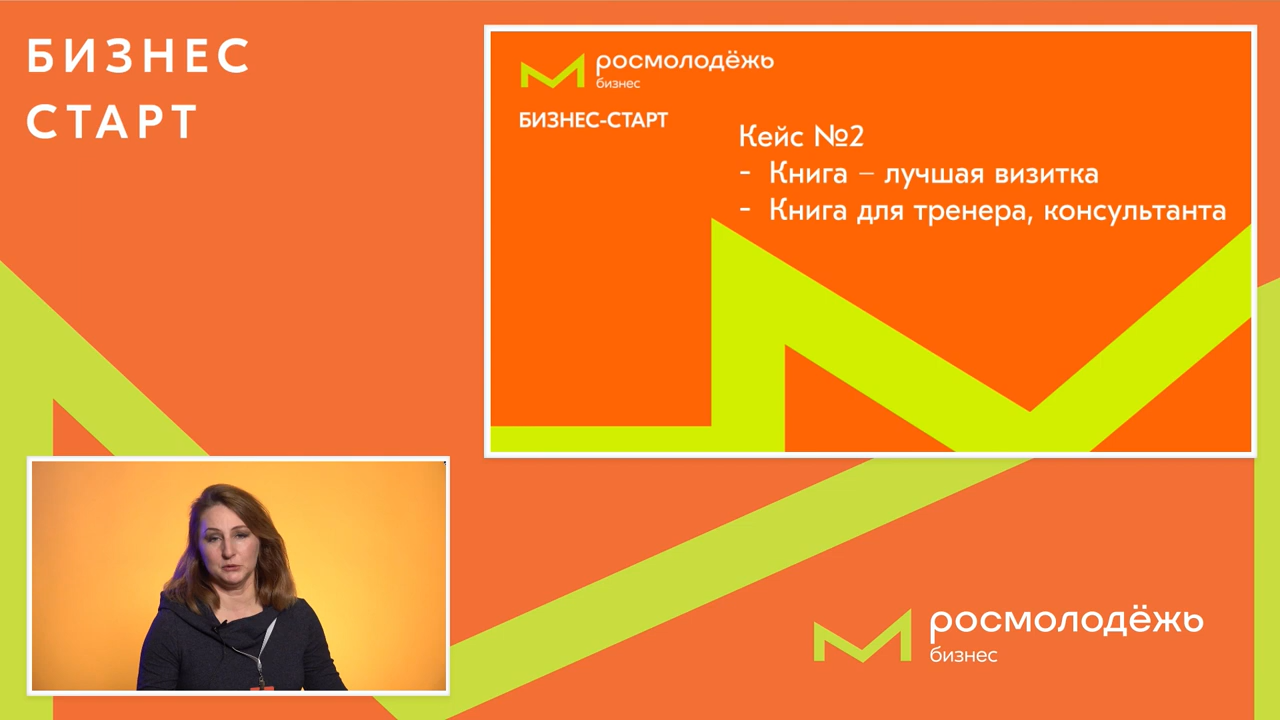 БИЗНЕС
СТАРТ
росмолодёжь
бизнес
БИЗНЕС-СТАРТ
Кейс №2
- Книга – лучшая визитка
- Книга для тренера, консультанта
росмолодёжь
бизнес